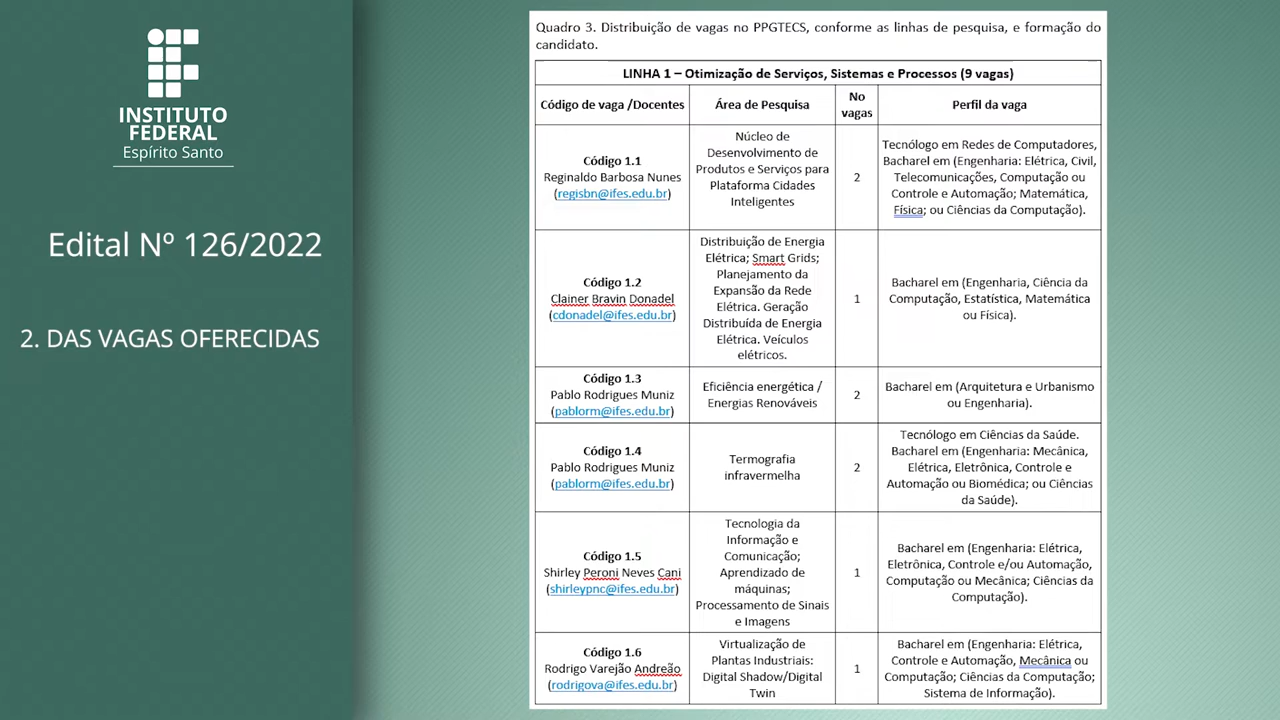 INSTITUTO
FEDERAL
Espírito Santo
Edital Nº 126/2022
2. DAS VAGAS OFERECIDAS
Quadro 3. Distribuição de vagas no PPGTECS, conforme as linhas de pesquisa, e formação do
candidato.
LINHA 1 – Otimização de Serviços, Sistemas e Processos (9 vagas)
Código de vaga /Docentes
Área de Pesquisa
No
vagas
Perfil da vaga
Código 1.1
Reginaldo Barbosa Nunes
(regisbn@ifes.edu.br)
Núcleo de
Desenvolvimento de
Produtos e Serviços para
Plataforma Cidades
Inteligentes
2
Tecnólogo em Redes de Computadores,
Bacharel em (Engenharia: Elétrica, Civil,
Telecomunicações, Computação ou
Controle e Automação; Matemática,
Física; ou Ciências da Computação).
Código 1.2
Clainer Bravin Donadel
(cdonadel@ifes.edu.br)
Distribuição de Energia
Elétrica; Smart Grids;
Planejamento da
Expansão da Rede
Elétrica. Geração
Distribuída de Energia
Elétrica. Veículos
elétricos.
1
Bacharel em (Engenharia, Ciência da
Computação, Estatística, Matemática
ou Física).
Código 1.3
Pablo Rodrigues Muniz
(pablorm@ifes.edu.br)
Eficiência energética /
Energias Renováveis
2
Bacharel em (Arquitetura e Urbanismo
ou Engenharia).
Código 1.4
Pablo Rodrigues Muniz
(pablorm@ifes.edu.br)
Termografia
infravermelha
2
Tecnólogo em Ciências da Saúde.
Bacharel em (Engenharia: Mecânica,
Elétrica, Eletrônica, Controle e
Automação ou Biomédica; ou Ciências
da Saúde).
Código 1.5
Shirley Peroni Neves Cani
(shirleypnc@ifes.edu.br)
Tecnologia da
Informação e
Comunicação;
Aprendizado de
máquinas;
Processamento de Sinais
e Imagens
1
Bacharel em (Engenharia: Elétrica,
Eletrônica, Controle e/ou Automação,
Computação ou Mecânica; Ciências da
Computação).
Código 1.6
Rodrigo Varejão Andreão
(rodrigova@ifes.edu.br)
Virtualização de
Plantas Industriais:
Digital Shadow/Digital
Twin
1
Bacharel em (Engenharia: Elétrica,
Controle e Automação, Mecânica ou
Computação; Ciências da Computação;
Sistema de Informação).